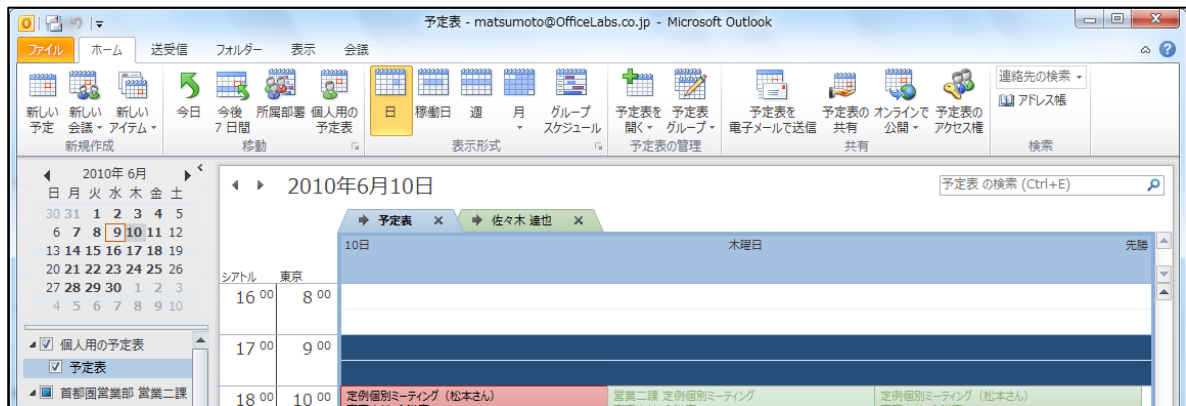 予定表 - matsumoto@OfficeLabs.co.jp - Microsoft Outlook
ファイル ホーム 送受信 フォルダー 表示 会議
新しい予定 新しい会議 新しいアイテム 今日 今後7日間 所属部署 個人用の予定表 日 稼働日 週 月 グループスケジュール 予定表を開く 予定表グループ 予定表を電子メールで送信 予定表の共有 オンラインで公開 予定表のアクセス権 連絡先の検索
アドレス帳
新規作成 移動 表示形式 予定表の管理 共有 検索
2010年 6月
日 月 火 水 木 金 土
30 31 1 2 3 4 5
6 7 8 9 10 11 12
13 14 15 16 17 18 19
20 21 22 23 24 25 26
27 28 29 30 1 2 3
4 5 6 7 8 9 10
個人用の予定表
予定表
首都圏営業部 営業二課
2010年6月10日
予定表 の検索 (Ctrl+E)
予定表 佐々木 達也
10日 木曜日 先勝
シアトル 東京
16 00 8 00
17 00 9 00
18 00 10 00
定例個別ミーティング (松本さん) 営業二課 定例個別ミーティング 定例個別ミーティング (松本さん)